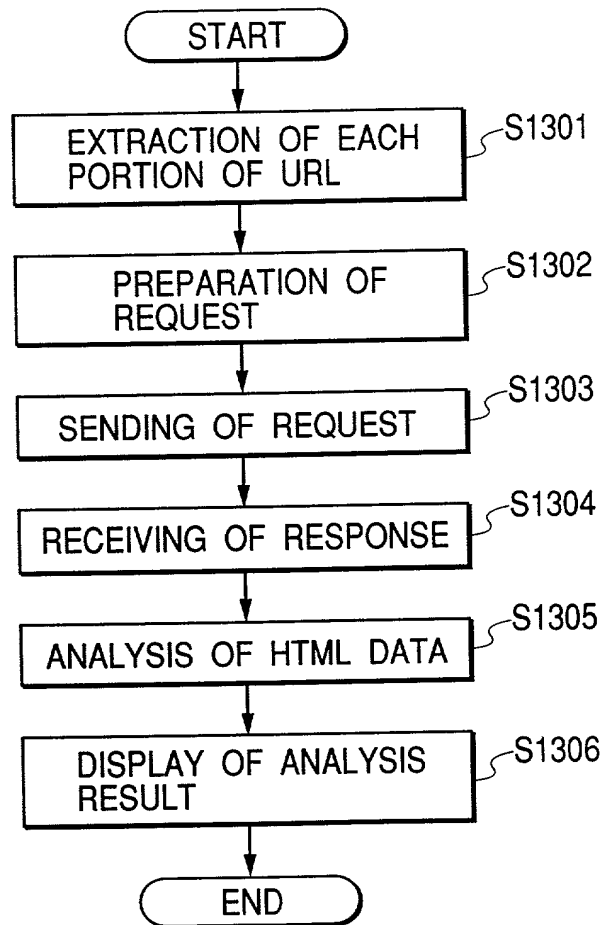 START
EXTRACTION OF EACH
PORTION OF URL
S1301
PREPARATION OF
REQUEST
S1302
SENDING OF REQUEST
S1303
RECEIVING OF RESPONSE
S1304
ANALYSIS OF HTML DATA
S1305
DISPLAY OF ANALYSIS
RESULT
S1306
END